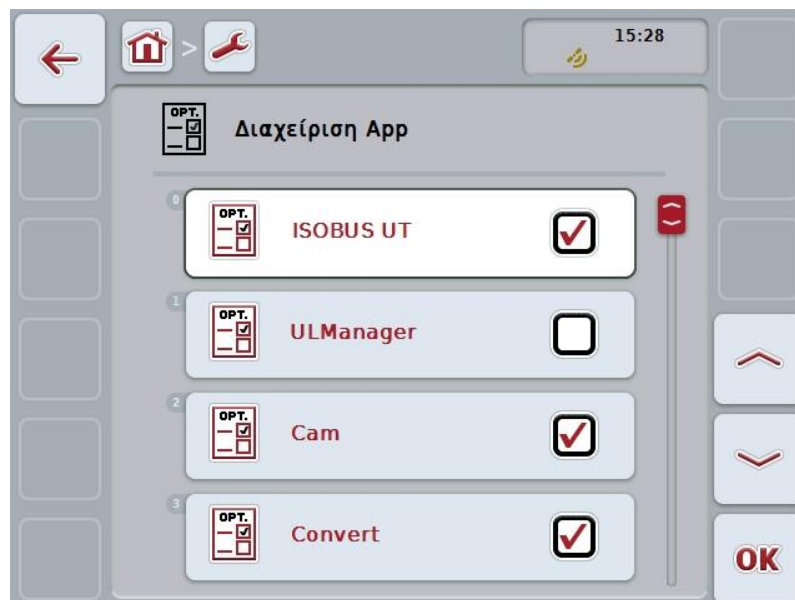 15:28
OPT.
Διαχείριση App
0
OPT.
ISOBUS UT
1
OPT.
ULManager
2
OPT.
Cam
3
OPT.
Convert
OK